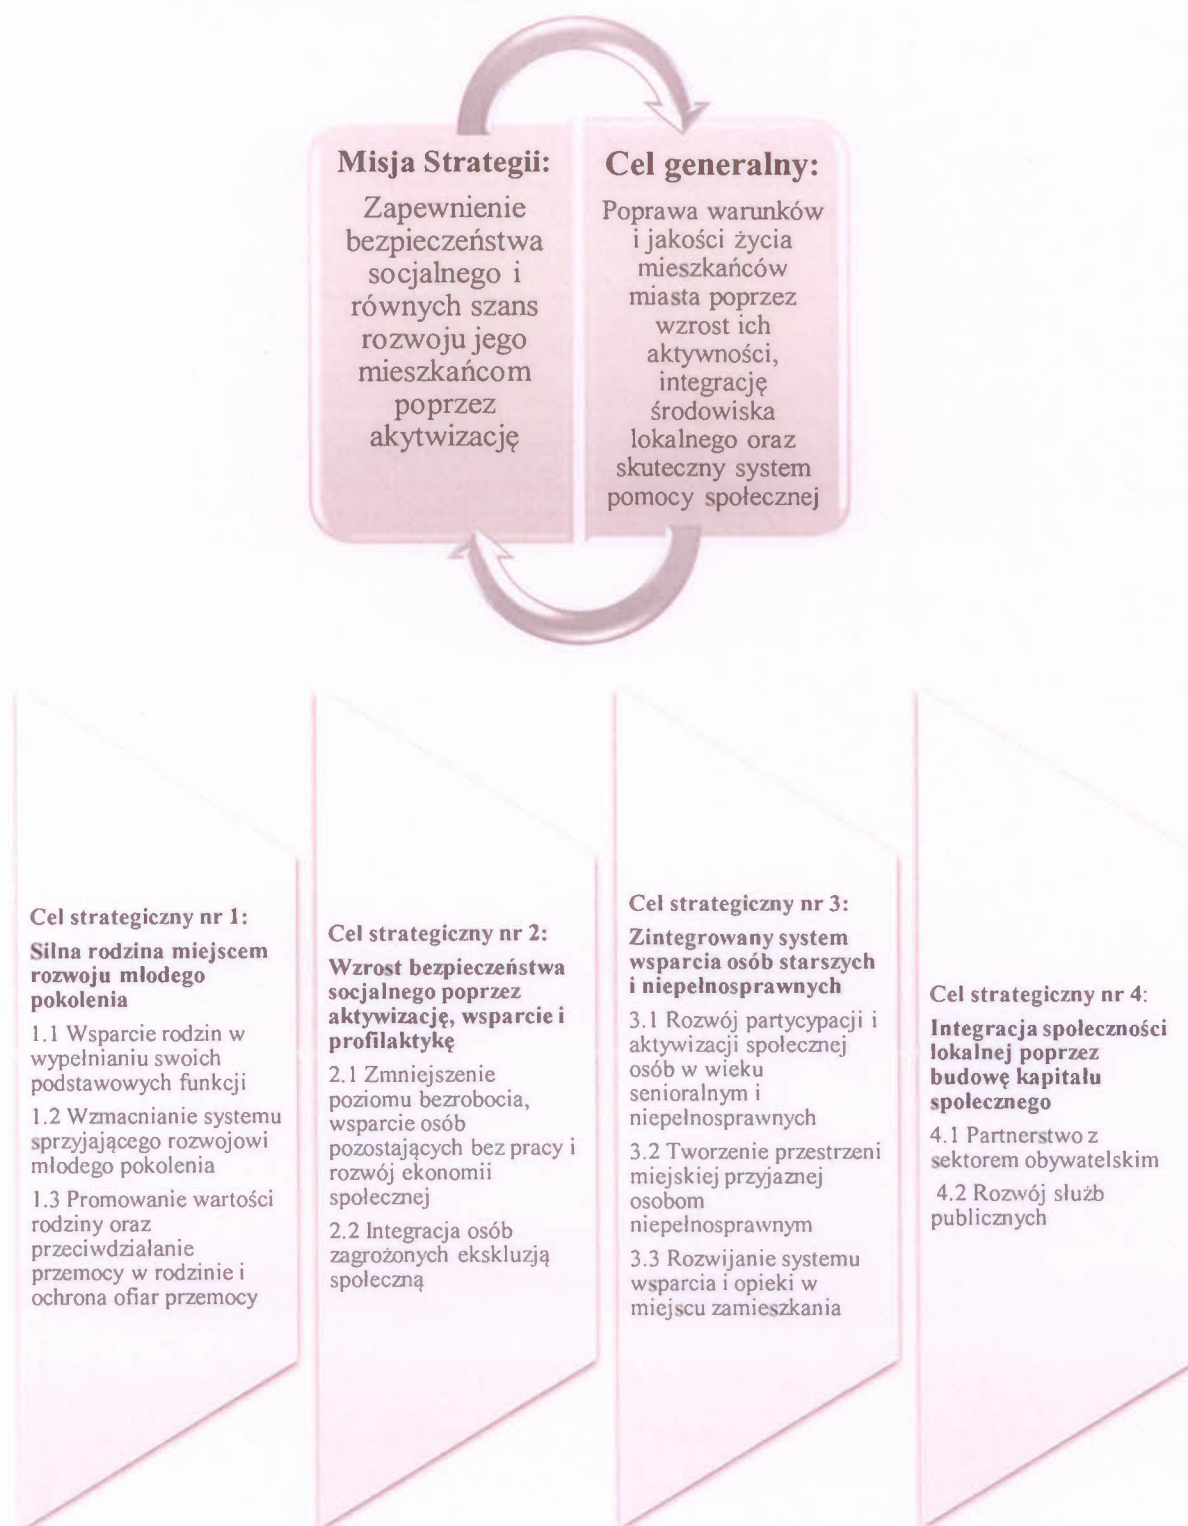 Misja Strategii:
Zapewnienie
bezpieczeństwa
socjalnego i
równych szans
rozwoju jego
mieszkańcom
poprzez
akytwizację
Cel generalny:
Poprawa warunków
i jakości życia
mieszkańców
miasta poprzez
wzrost ich
aktywności,
integrację
środowiska
lokalnego oraz
skuteczny system
pomocy społecznej
Cel strategiczny nr 1:
Silna rodzina miejscem
rozwoju młodego
pokolenia
1.1 Wsparcie rodzin w
wypełnianiu swoich
podstawowych funkcji
1.2 Wzmacnianie systemu
sprzyjającego rozwojowi
młodego pokolenia
1.3 Promowanie wartości
rodziny oraz
przeciwdziałanie
przemocy w rodzinie i
ochrona ofiar przemocy
Cel strategiczny nr 2:
Wzrost bezpieczeństwa
socjalnego poprzez
aktywizację, wsparcie i
profilaktykę
2.1 Zmniejszenie
poziomu bezrobocia,
wsparcie osób
pozostających bez pracy i
rozwój ekonomii
społecznej
2.2 Integracja osób
zagrożonych ekskluzją
społeczną
Cel strategiczny nr 3:
Zintegrowany system
wsparcia osób starszych
i niepełnosprawnych
3.1 Rozwój partycypacji i
aktywizacji społecznej
osób w wieku
senioralnym i
niepełnosprawnych
3.2 Tworzenie przestrzeni
miejskiej przyjaznej
osobom
niepełnosprawnym
3.3 Rozwijanie systemu
wsparcia i opieki w
miejscu zamieszkania
Cel strategiczny nr 4:
Integracja społeczności
lokalnej poprzez
budowę kapitału
społecznego
4.1 Partnerstwo z
sektorem obywatelskim
4.2 Rozwój służb
publicznych